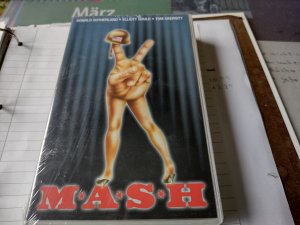 März
DONALD SUTHERLAND • ELLIOTT GOULD • TOM SKERRITT
M*A*S*H